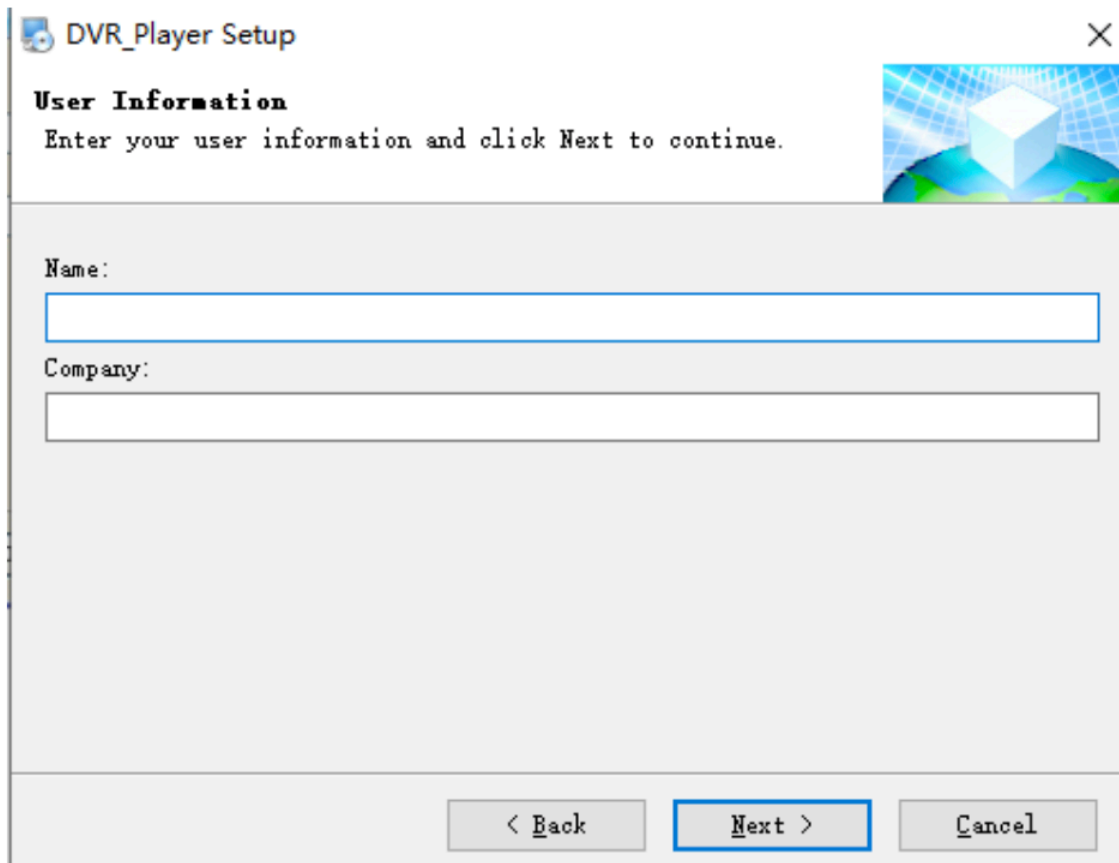 DVR_Player Setup
User Information
Enter your user information and click Next to continue.
Name:
Company:
< Back
Next >
Cancel